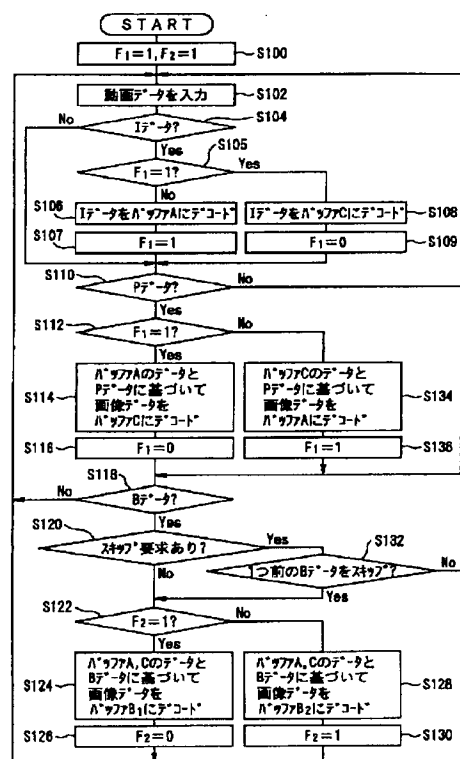 START
F1=1, F2=1
S100
動画データを入力
S102
No
Iデータ?
S104
Yes
S105
F1=1?
Yes
No
S106
IデータをバッファAにデコード
IデータをバッファCにデコード
S108
S107
F1=1
F1=0
S109
S110
Pデータ?
No
Yes
S112
F1=1?
No
Yes
S114
バッファAのデータと
Pデータに基づいて
画像データを
バッファCにデコード
バッファCのデータと
Pデータに基づいて
画像データを
バッファAにデコード
S134
S116
F1=0
F1=1
S136
S118
No
Bデータ?
Yes
S120
スキップ要求あり?
Yes
No
S132
1つ前のBデータをスキップ?
No
Yes
S122
F2=1?
No
Yes
S124
バッファA,Cのデータと
Bデータに基づいて
画像データを
バッファB1にデコード
バッファA,Cのデータと
Bデータに基づいて
画像データを
バッファB2にデコード
S128
S126
F2=0
F2=1
S130